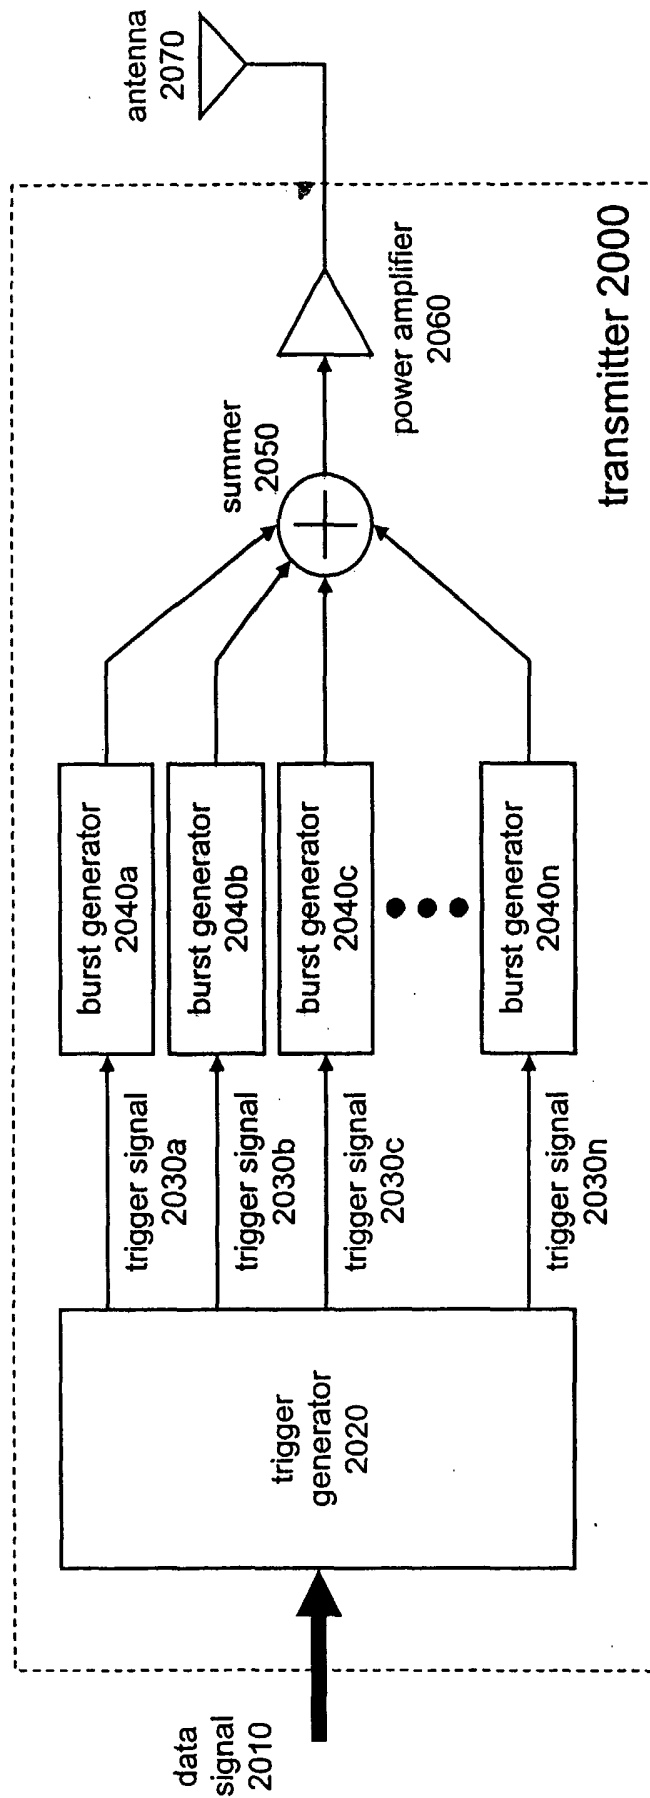 data
signal
2010
trigger
generator
2020
trigger signal
2030a
trigger signal
2030b
trigger signal
2030c
trigger signal
2030n
burst generator
2040a
burst generator
2040b
burst generator
2040c
burst generator
2040n
summer
2050
power amplifier
2060
antenna
2070
transmitter 2000